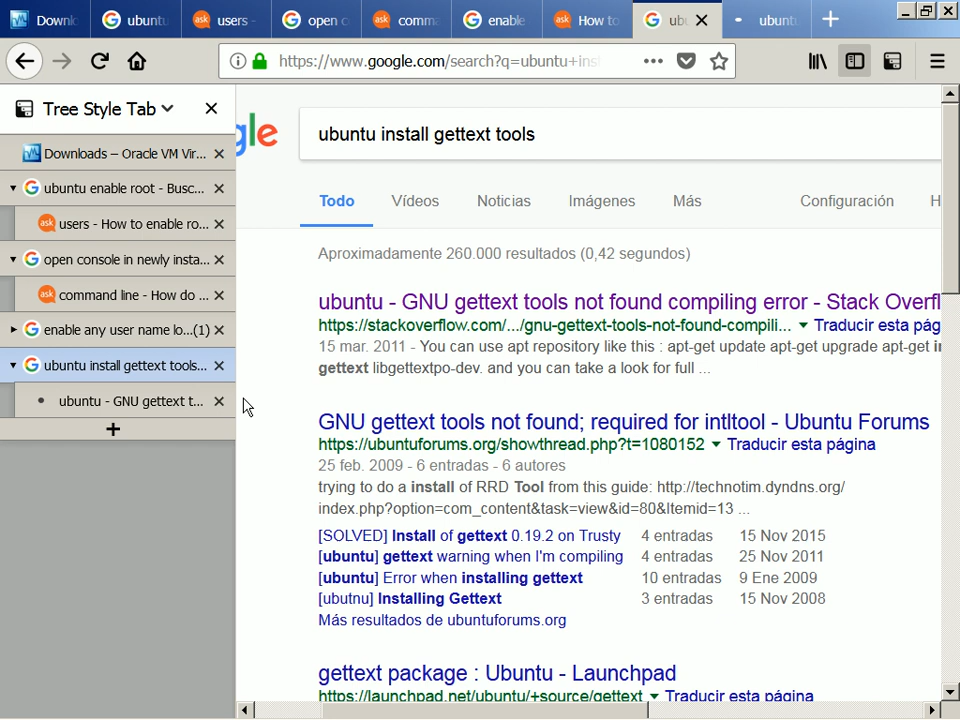 Downl
ubuntu
ask users -
open c
ask comma
enable
ask How to
ub
ubunt
https://www.google.com/search?q=ubuntu+inst
Tree Style Tab
gle
ubuntu install gettext tools
Downloads – Oracle VM Vir...
ubuntu enable root - Busc...
ask users - How to enable ro...
open console in newly insta...
ask command line - How do ...
enable any user name lo...(1)
ubuntu install gettext tools...
ubuntu - GNU gettext t...
Todo Vídeos Noticias Imágenes Más Configuración H
Aproximadamente 260.000 resultados (0,42 segundos)
ubuntu - GNU gettext tools not found compiling error - Stack Overfl
https://stackoverflow.com/.../gnu-gettext-tools-not-found-compili... Traducir esta pág
15 mar. 2011 - You can use apt repository like this : apt-get update apt-get upgrade apt-get in
gettext libgettextpo-dev. and you can take a look for full ...
GNU gettext tools not found; required for intltool - Ubuntu Forums
https://ubuntuforums.org/showthread.php?t=1080152 Traducir esta página
25 feb. 2009 - 6 entradas - 6 autores
trying to do a install of RRD Tool from this guide: http://technotim.dyndns.org/
index.php?option=com_content&task=view&id=80&Itemid=13 ...
[SOLVED] Install of gettext 0.19.2 on Trusty 4 entradas 15 Nov 2015
[ubuntu] gettext warning when I'm compiling 4 entradas 25 Nov 2011
[ubuntu] Error when installing gettext 10 entradas 9 Ene 2009
[ubutnu] Installing Gettext 3 entradas 15 Nov 2008
Más resultados de ubuntuforums.org
gettext package : Ubuntu - Launchpad
https://launchpad.net/ubuntu/+source/gettext Traducir esta página